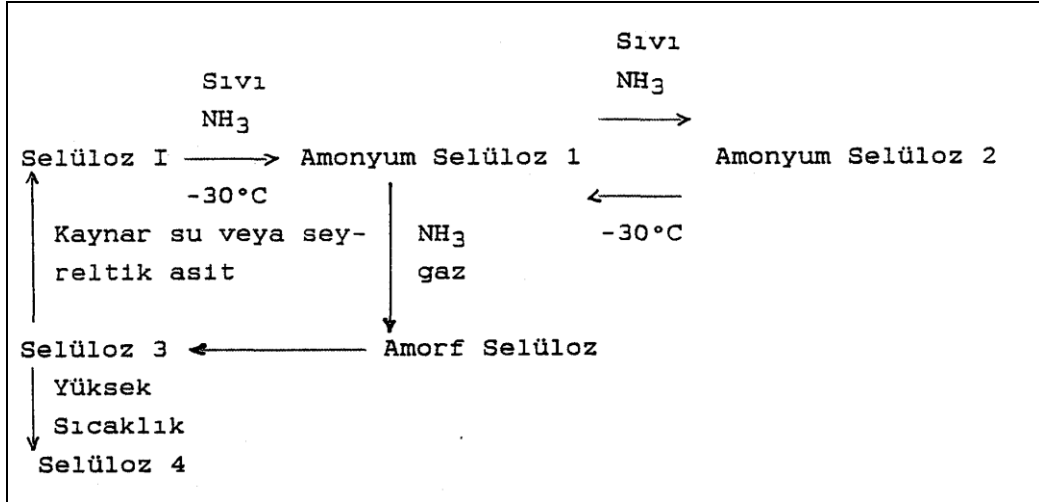 Sıvı
NH3
Sıvı
NH3
Selüloz I
Amonyum Selüloz 1
Amonyum Selüloz 2
-30°C
-30°C
Kaynar su veya sey-
reltik asit
NH3
gaz
Selüloz 3
Amorf Selüloz
Yüksek
Sıcaklık
Selüloz 4